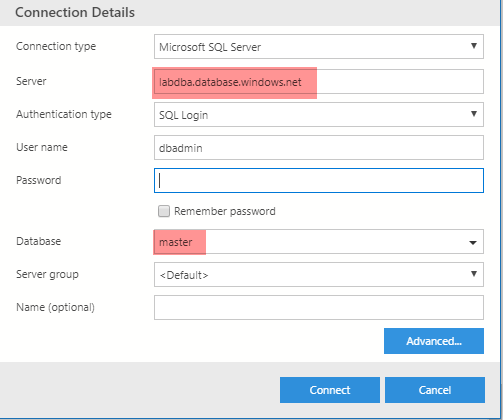 Connection Details
Connection type Microsoft SQL Server
Server labdba.database.windows.net
Authentication type SQL Login
User name dbadmin
Password
Remember password
Database master
Server group <Default>
Name (optional)
Advanced...
Connect Cancel